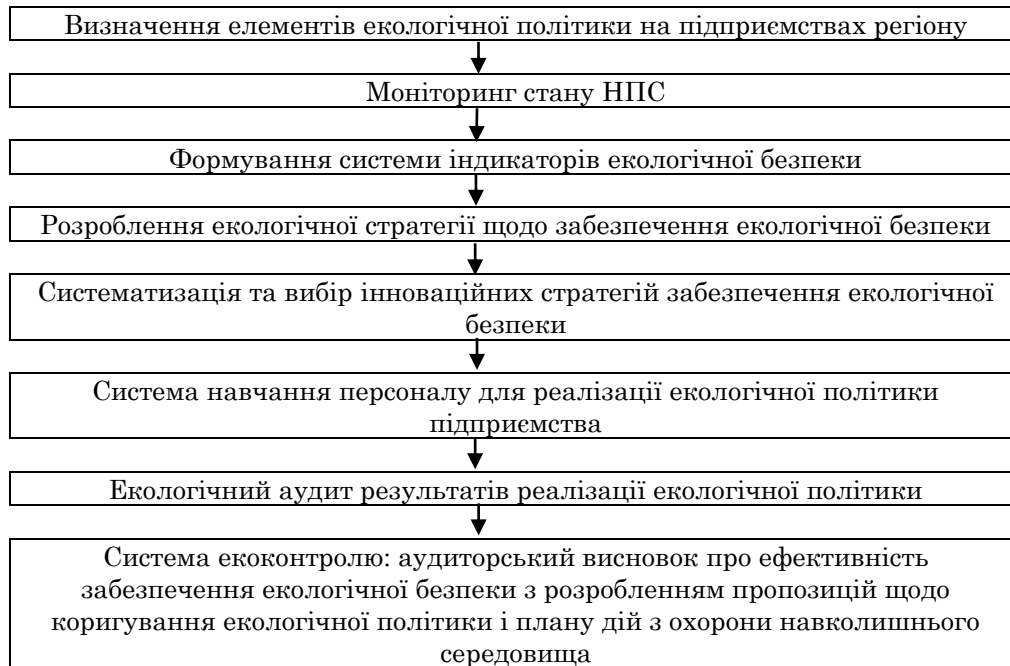 Визначення елементів екологічної політики на підприємствах регіону
Моніторинг стану НПС
Формування системи індикаторів екологічної безпеки
Розроблення екологічної стратегії щодо забезпечення екологічної безпеки
Систематизація та вибір інноваційних стратегій забезпечення екологічної
безпеки
Система навчання персоналу для реалізації екологічної політики
підприємства
Екологічний аудит результатів реалізації екологічної політики
Система екоконтролю: аудиторський висновок про ефективність
забезпечення екологічної безпеки з розробленням пропозицій щодо
коригування екологічної політики і плану дій з охорони навколишнього
середовища